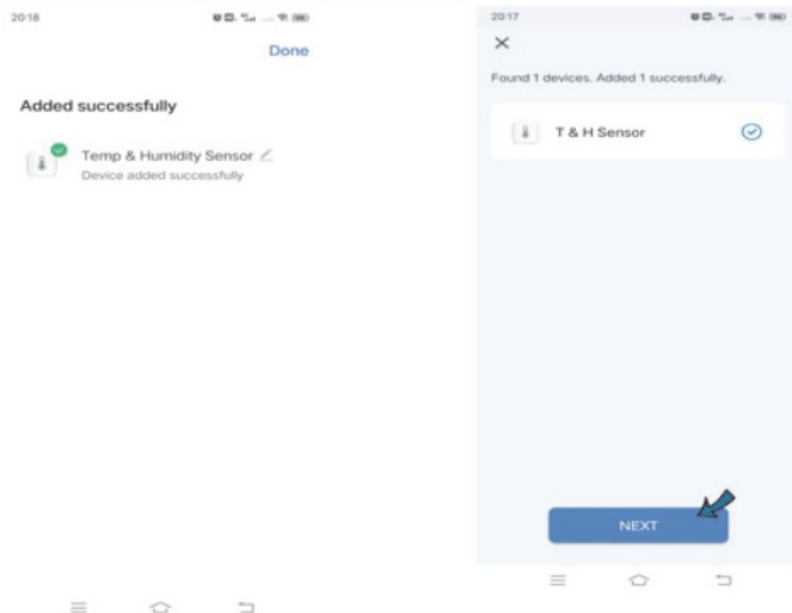 20:18
Done
Added successfully
Temp & Humidity Sensor
Device added successfully
20:17
Found 1 devices. Added 1 successfully.
T & H Sensor
NEXT